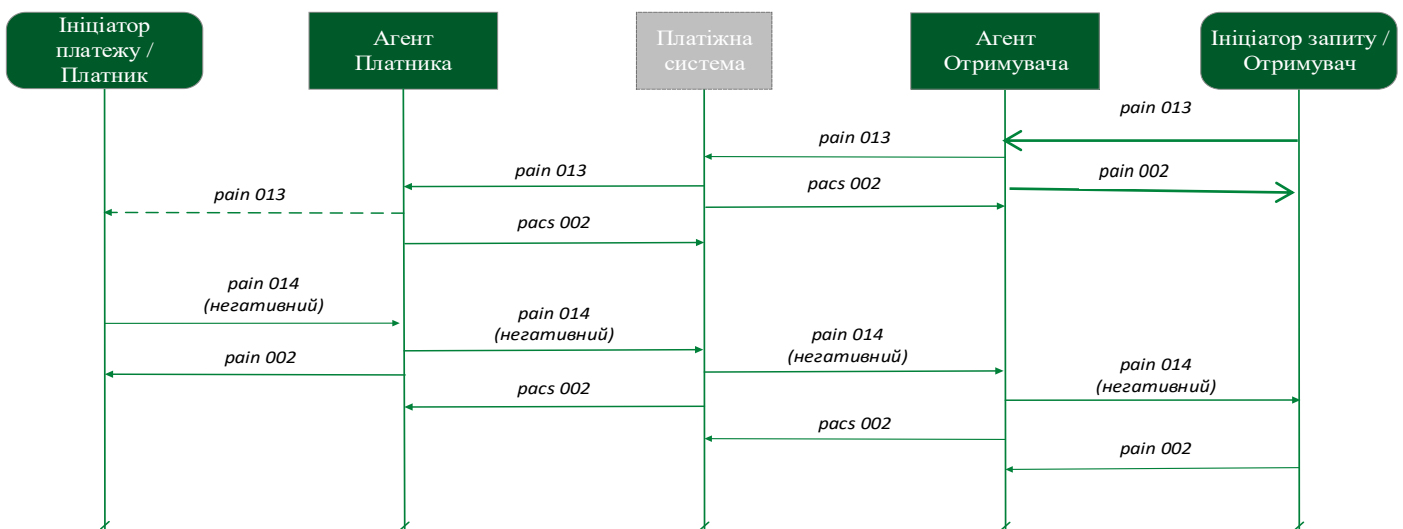 Ініціатор
платежу /
Платник
Агент
Платника
Платіжна
система
Агент
Отримувача
Ініціатор запиту /
Отримувач
pain 013
pain 013
pain 013
pain 002
pacs 002
pain 013
pacs 002
pain 014
(негативний)
pain 014
(негативний)
pain 014
(негативний)
pain 002
pain 014
(негативний)
pacs 002
pacs 002
pain 002